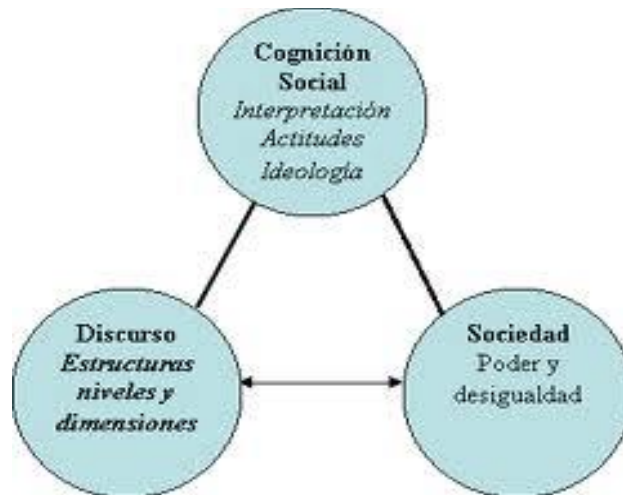 Cognición
Social
Interpretación
Actitudes
Ideología
Discurso
Estructuras
niveles y
dimensiones
Sociedad
Poder y
desigualdad